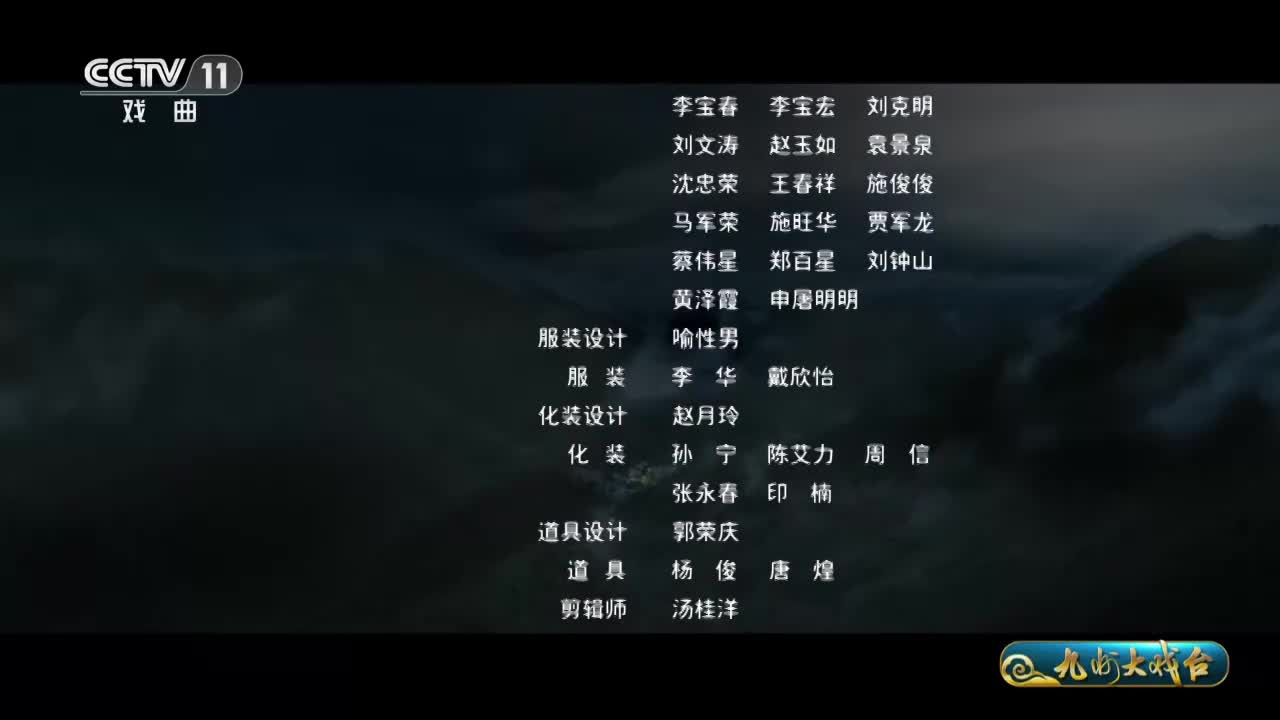 CCTV 11
戏 曲
李宝春 李宝宏 刘克明
刘文涛 赵玉如 袁景泉
沈忠荣 王春祥 施俊俊
马军荣 施旺华 贾军龙
蔡伟星 郑百星 刘钟山
黄泽霞 申屠明明
服装设计 喻性男
服 装 李 华 戴欣怡
化装设计 赵月玲
化 装 孙 宁 陈艾力 周 信
张永春 印 楠
道具设计 郭荣庆
道 具 杨 俊 唐 煌
剪辑师 汤桂洋
九州大戏台